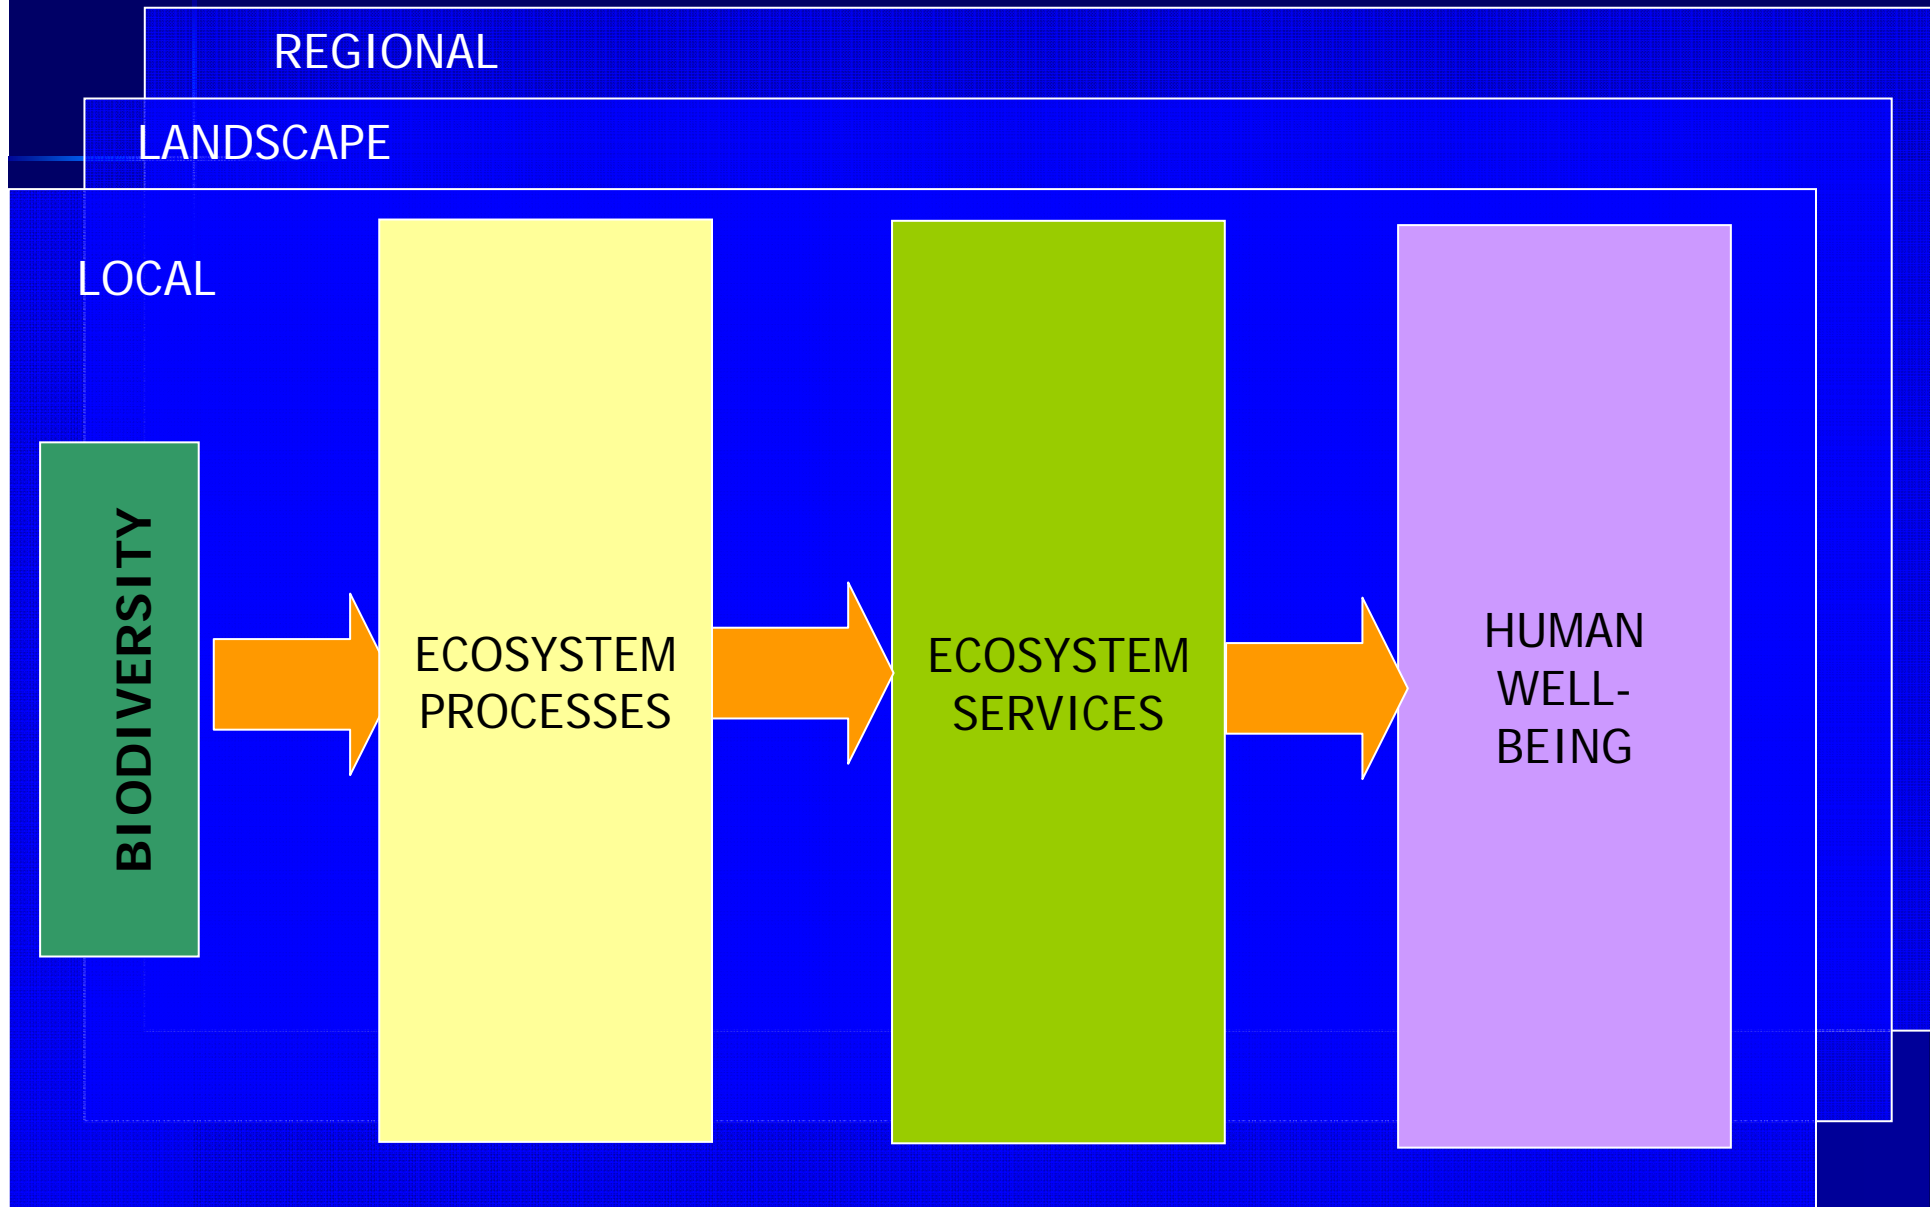 REGIONAL
LANDSCAPE
LOCAL
BIODIVERSITY
ECOSYSTEM
PROCESSES
ECOSYSTEM
SERVICES
HUMAN
WELL-
BEING